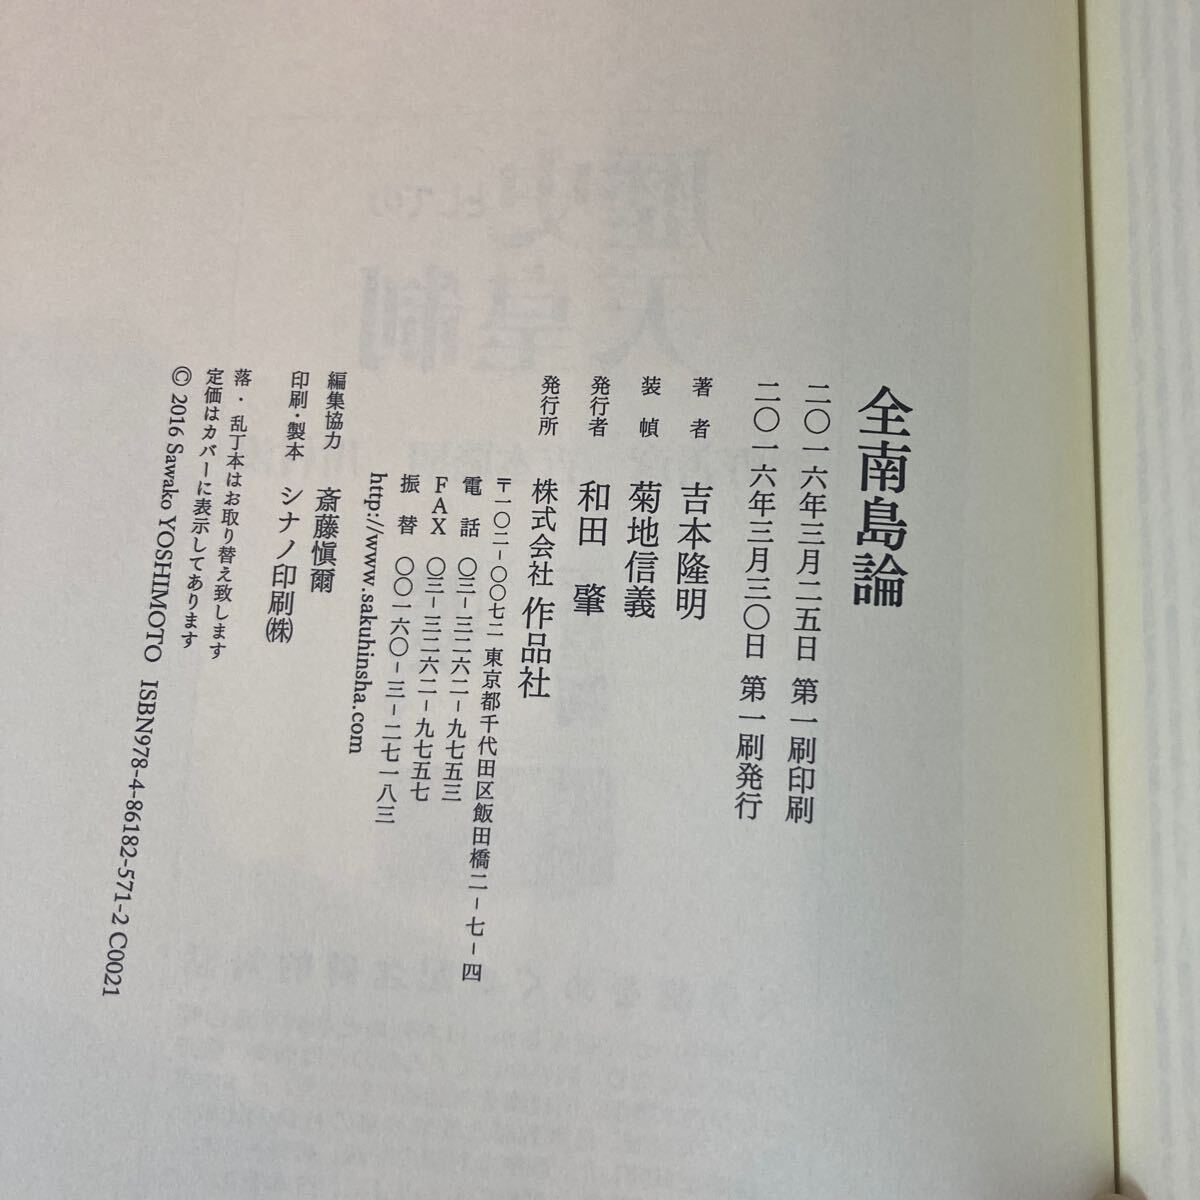 全南島論
二〇一六年三月二五日 第一刷印刷
二〇一六年三月三〇日 第一刷発行
著者 吉本隆明
装幀 菊地信義
発行者 和田 肇
発行所 株式会社 作品社
〒一〇二-〇〇七二 東京都千代田区飯田橋二-七-四
電話 〇三-三二六二-九七五三
FAX 〇三-三二六二-九七五七
振替 〇〇一六〇-三-二七一八三
http://www.sakuhinsha.com
編集協力 斎藤愼爾
印刷・製本 シナノ印刷㈱
落・乱丁本はお取り替え致します
定価はカバーに表示してあります
© 2016 Sawako YOSHIMOTO ISBN978-4-86182-571-2 C0021
歴史としての
天皇制